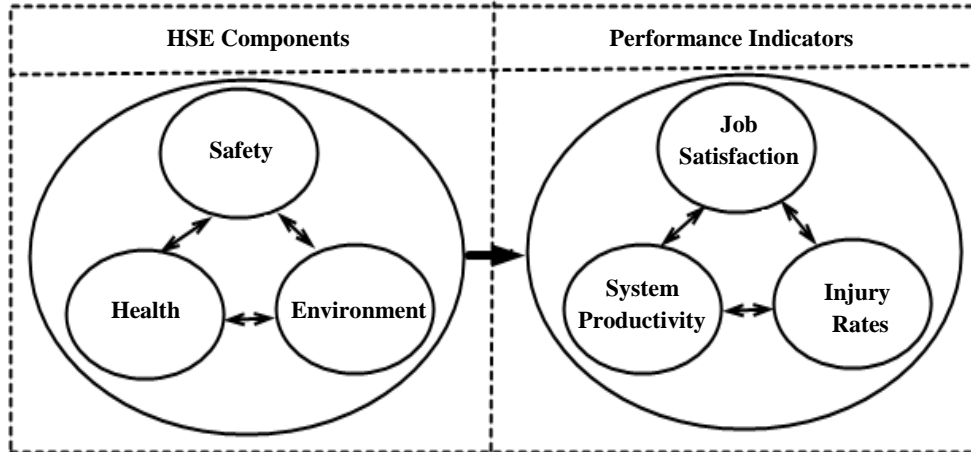 HSE Components
Performance Indicators
Safety
Health
Environment
Job
Satisfaction
System
Productivity
Injury
Rates